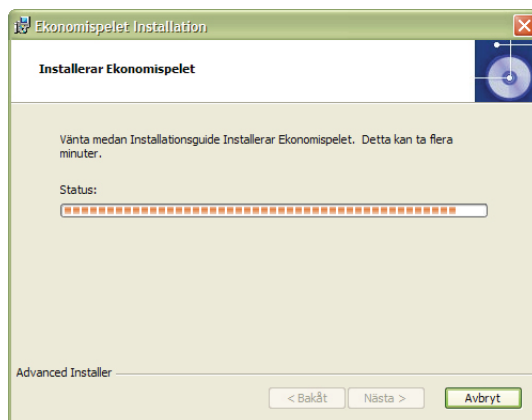 Ekonomispelet Installation
Installerar Ekonomispelet
Vänta medan Installationsguide Installerar Ekonomispelet. Detta kan ta flera
minuter.
Status:
Advanced Installer
< Bakåt Nästa > Avbryt